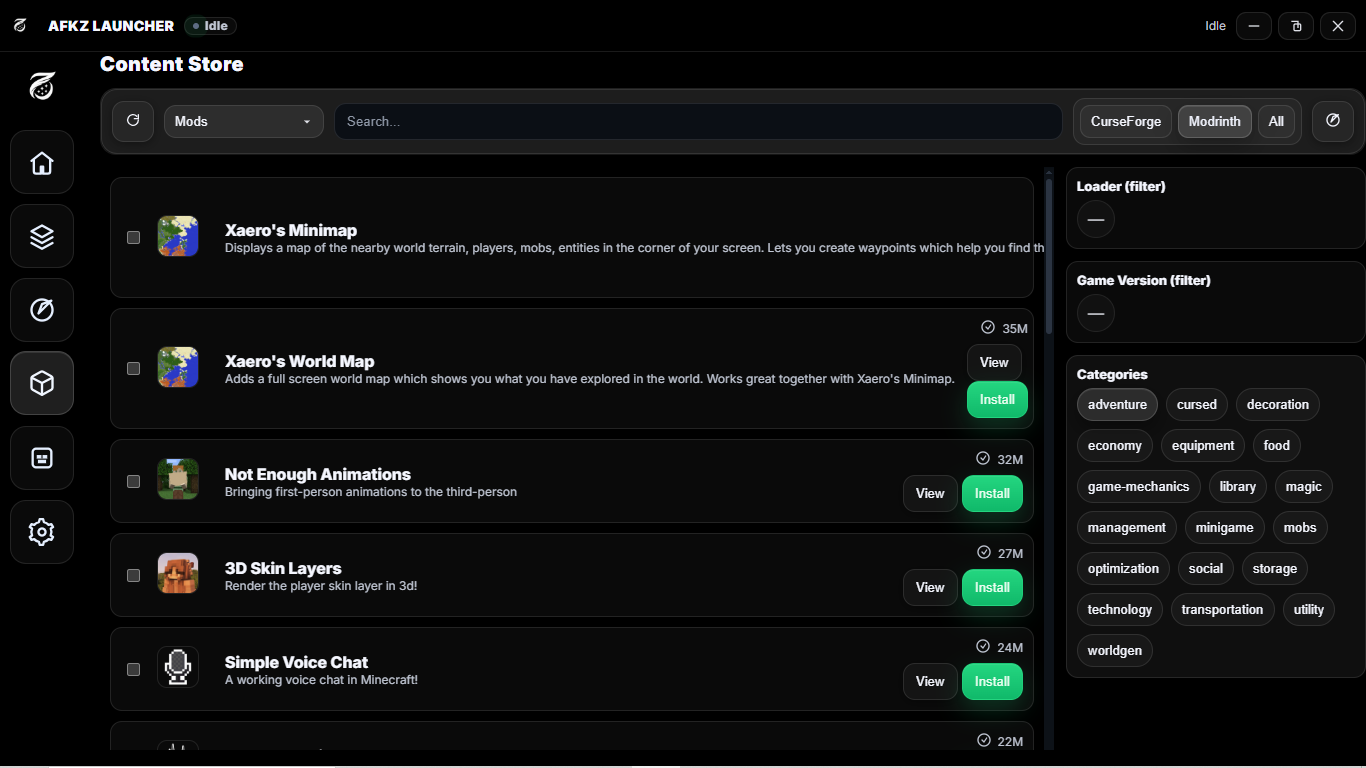 AFKZ LAUNCHER
Idle
Idle
Content Store
Mods
Search...
CurseForge
Modrinth
All
Xaero's Minimap
Displays a map of the nearby world terrain, players, mobs, entities in the corner of your screen. Lets you create waypoints which help you find th
35M
Xaero's World Map
Adds a full screen world map which shows you what you have explored in the world. Works great together with Xaero's Minimap.
View
Install
32M
Not Enough Animations
Bringing first-person animations to the third-person
View
Install
27M
3D Skin Layers
Render the player skin layer in 3d!
View
Install
24M
Simple Voice Chat
A working voice chat in Minecraft!
View
Install
22M
Loader (filter)
—
Game Version (filter)
—
Categories
adventure cursed decoration
economy equipment food
game-mechanics library magic
management minigame mobs
optimization social storage
technology transportation utility
worldgen